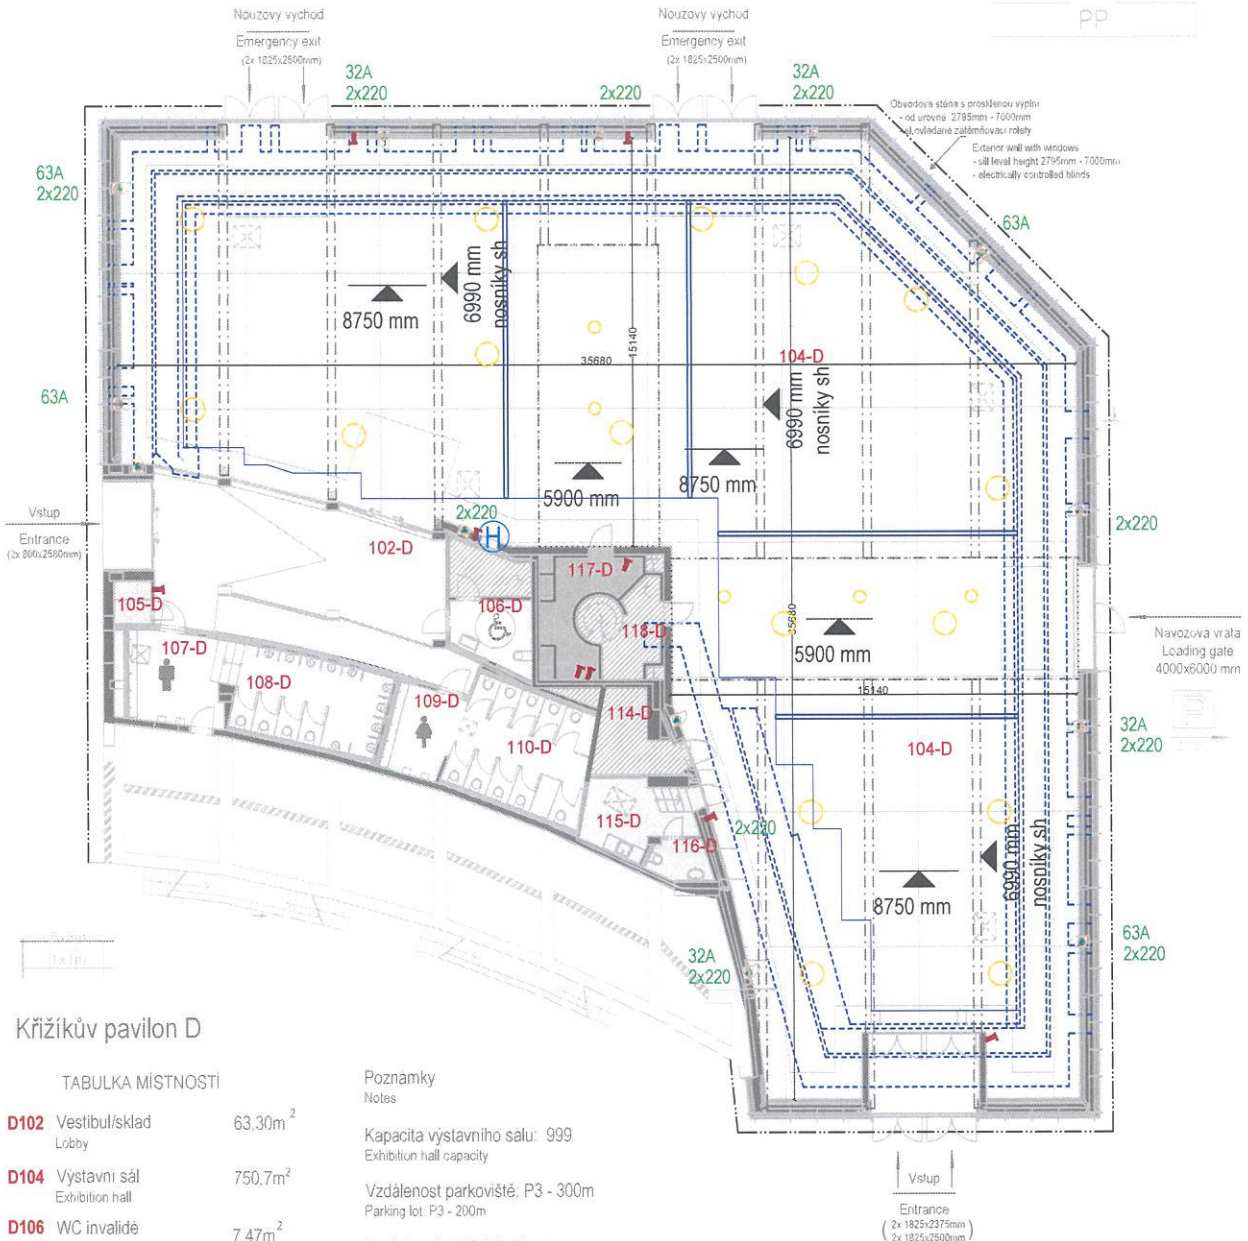 Nouzový východ
Emergency exit
(2x 1825x2500mm)
Nouzový východ
Emergency exit
(2x 1825x2500mm)
PP
32A
2x220
2x220
32A
2x220
Obvodová stěna s prosklenou výplní
- od úrovně 2795mm - 7000mm
- el.ovládané zatemňovací rolety
Exterior wall with windows
- sill level height 2795mm - 7000mm
- electrically controlled blinds
63A
2x220
63A
6990 mm
nosníky sh
8750 mm
35680
15140
104-D
6990 mm
nosníky sh
63A
5900 mm
8750 mm
Vstup
Entrance
(2x 800x2580mm)
2x220
H
2x220
102-D
117-D
105-D
106-D
118-D
35680
5900 mm
Navozová vrata
Loading gate
4000x6000 mm
107-D
108-D
109-D
110-D
114-D
15140
32A
2x220
104-D
115-D
116-D
2x220
6990 mm
nosníky sh
8750 mm
32A
2x220
63A
2x220
Křižíkův pavilon D
TABULKA MÍSTNOSTÍ
D102 Vestibul/sklad 63,30m²
Lobby
D104 Výstavní sál 750,7m²
Exhibition hall
D106 WC invalidé 7,47m²
Poznámky
Notes
Kapacita výstavního sálu: 999
Exhibition hall capacity
Vzdálenost parkoviště: P3 - 300m
Parking lot: P3 - 200m
Vstup
Entrance
(2x 1825x2375mm
2x 1825x2500mm)